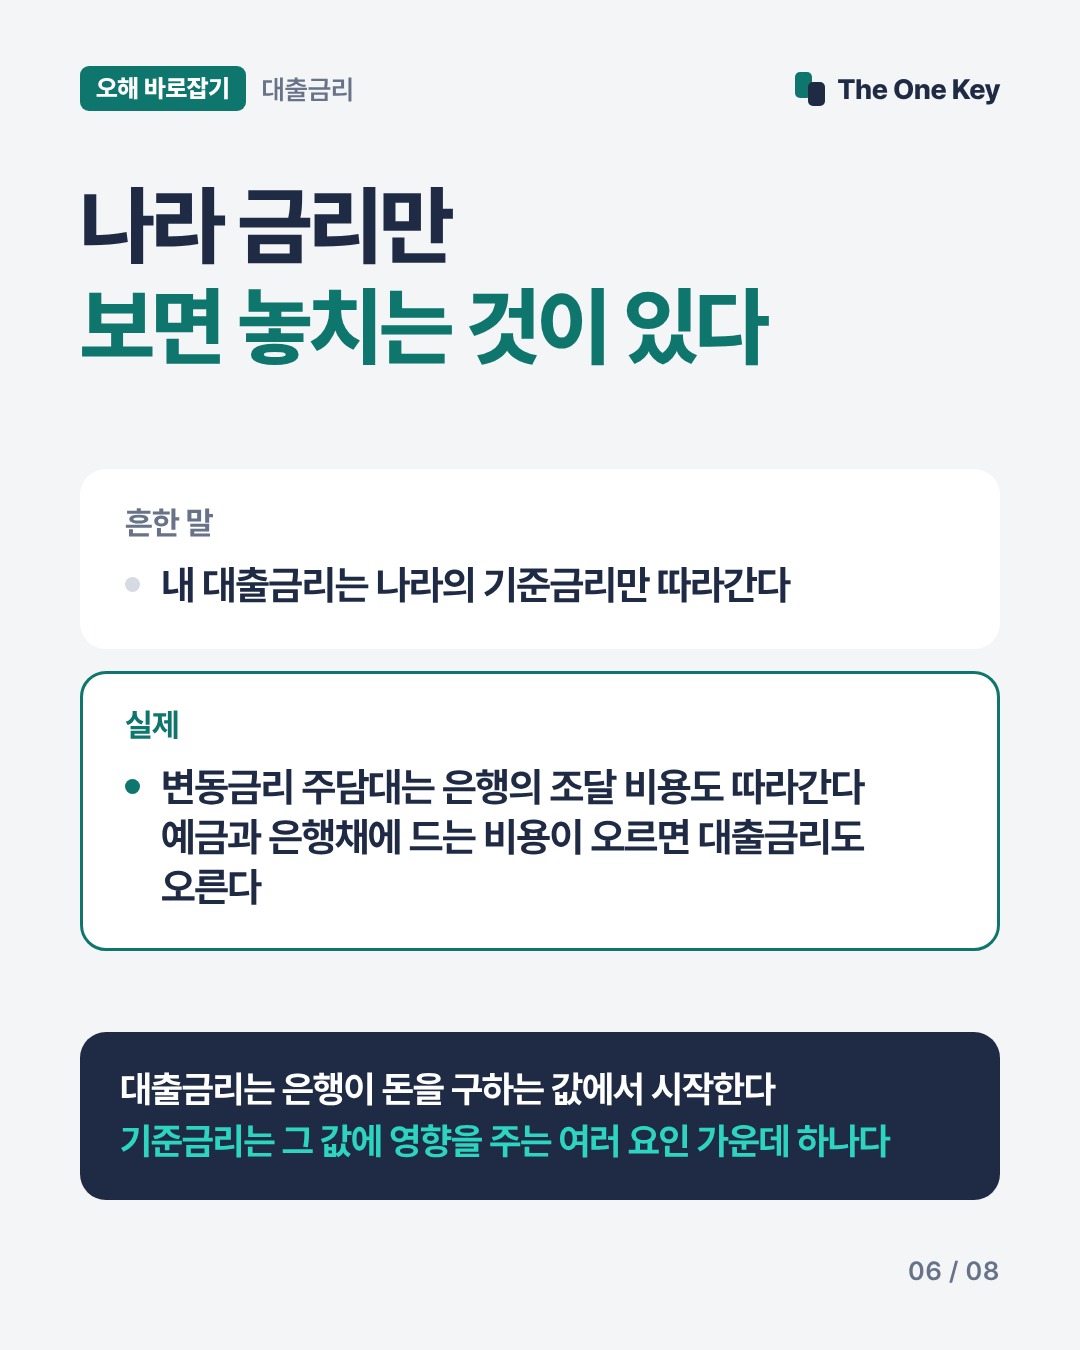 오해 바로잡기 대출금리
The One Key
나라 금리만
보면 놓치는 것이 있다
흔한 말
내 대출금리는 나라의 기준금리만 따라간다
실제
변동금리 주담대는 은행의 조달 비용도 따라간다
예금과 은행채에 드는 비용이 오르면 대출금리도
오른다
대출금리는 은행이 돈을 구하는 값에서 시작한다
기준금리는 그 값에 영향을 주는 여러 요인 가운데 하나다
06 / 08